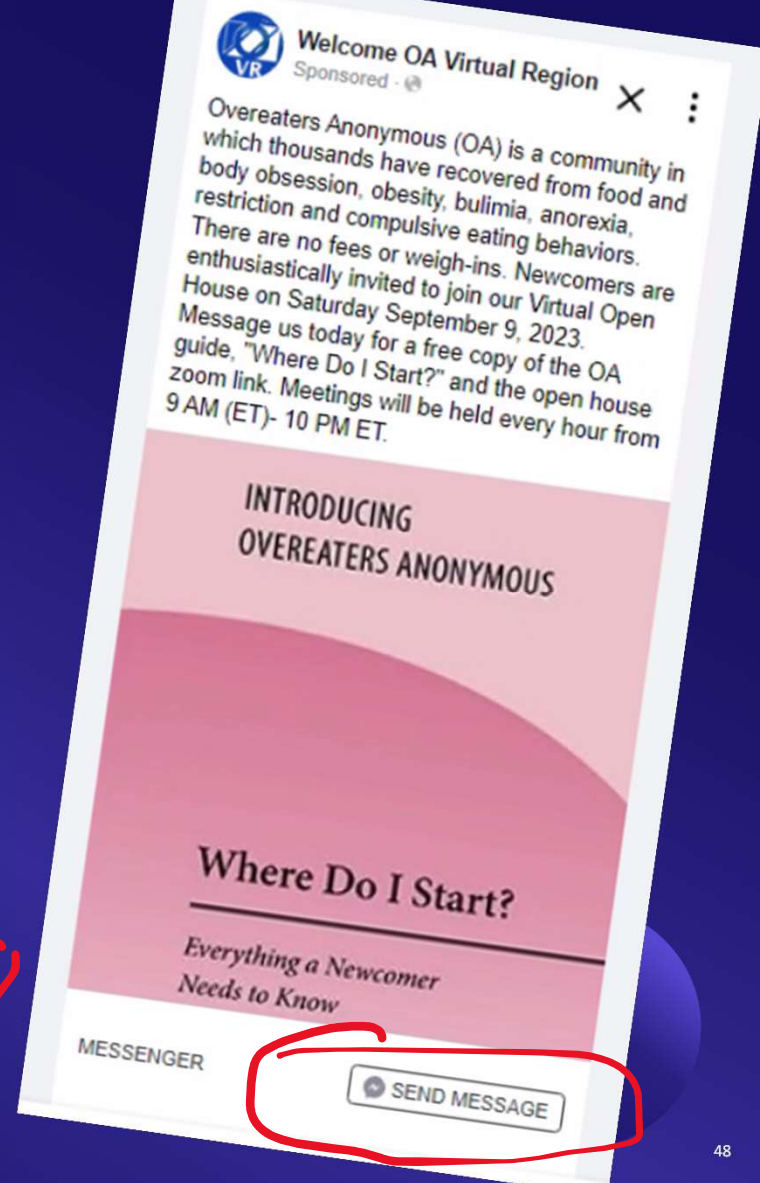 VR
Welcome OA Virtual Region
Sponsored ·
Overeaters Anonymous (OA) is a community in
which thousands have recovered from food and
body obsession, obesity, bulimia, anorexia,
restriction and compulsive eating behaviors.
There are no fees or weigh-ins. Newcomers are
enthusiastically invited to join our Virtual Open
House on Saturday September 9, 2023.
Message us today for a free copy of the OA
guide, "Where Do I Start?" and the open house
zoom link. Meetings will be held every hour from
9 AM (ET)- 10 PM ET.
INTRODUCING
OVEREATERS ANONYMOUS
Where Do I Start?
Everything a Newcomer
Needs to Know
MESSENGER
SEND MESSAGE
48